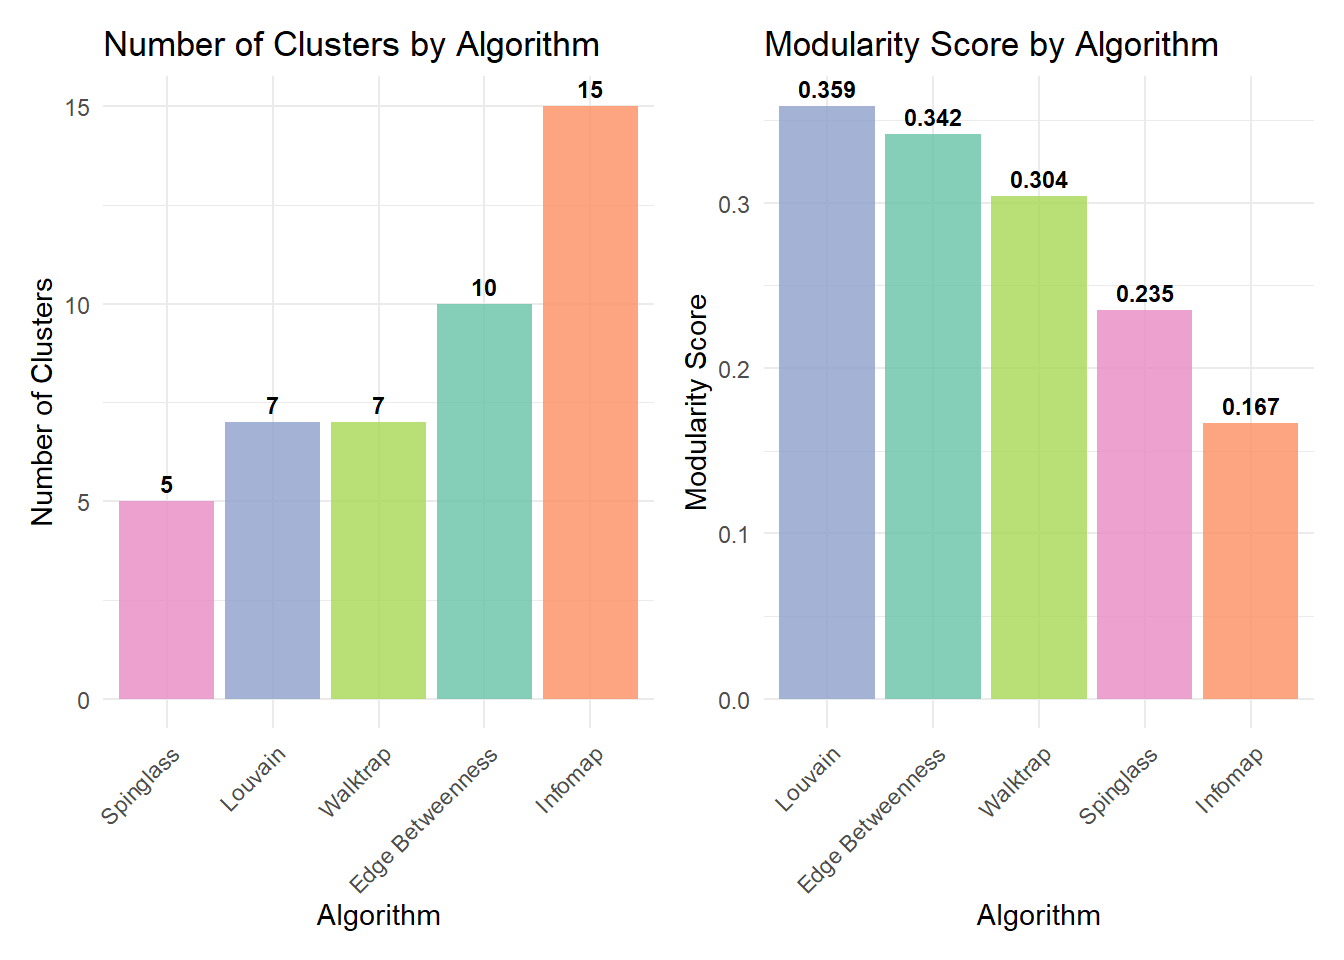 Number of Clusters by Algorithm
Number of Clusters
15
10
5
0
5
7
7
10
15
Spinglass
Louvain
Walktrap
Edge Betweenness
Infomap
Algorithm
Modularity Score by Algorithm
Modularity Score
0.3
0.2
0.1
0.0
0.359
0.342
0.304
0.235
0.167
Louvain
Edge Betweenness
Walktrap
Spinglass
Infomap
Algorithm